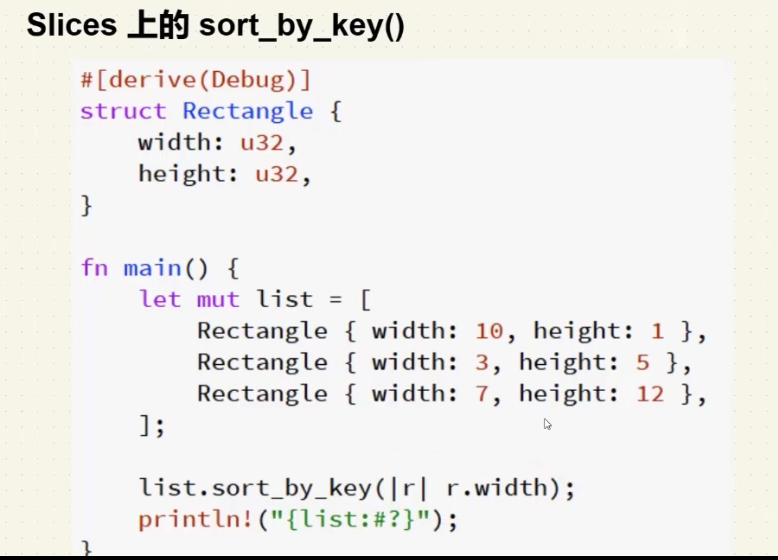 Slices 上的 sort_by_key()
#[derive(Debug)]
struct Rectangle {
    width: u32,
    height: u32,
}
fn main() {
    let mut list = [
        Rectangle { width: 10, height: 1 },
        Rectangle { width: 3, height: 5 },
        Rectangle { width: 7, height: 12 },
    ];
    list.sort_by_key(|r| r.width);
    println!("{list:#?}");
}